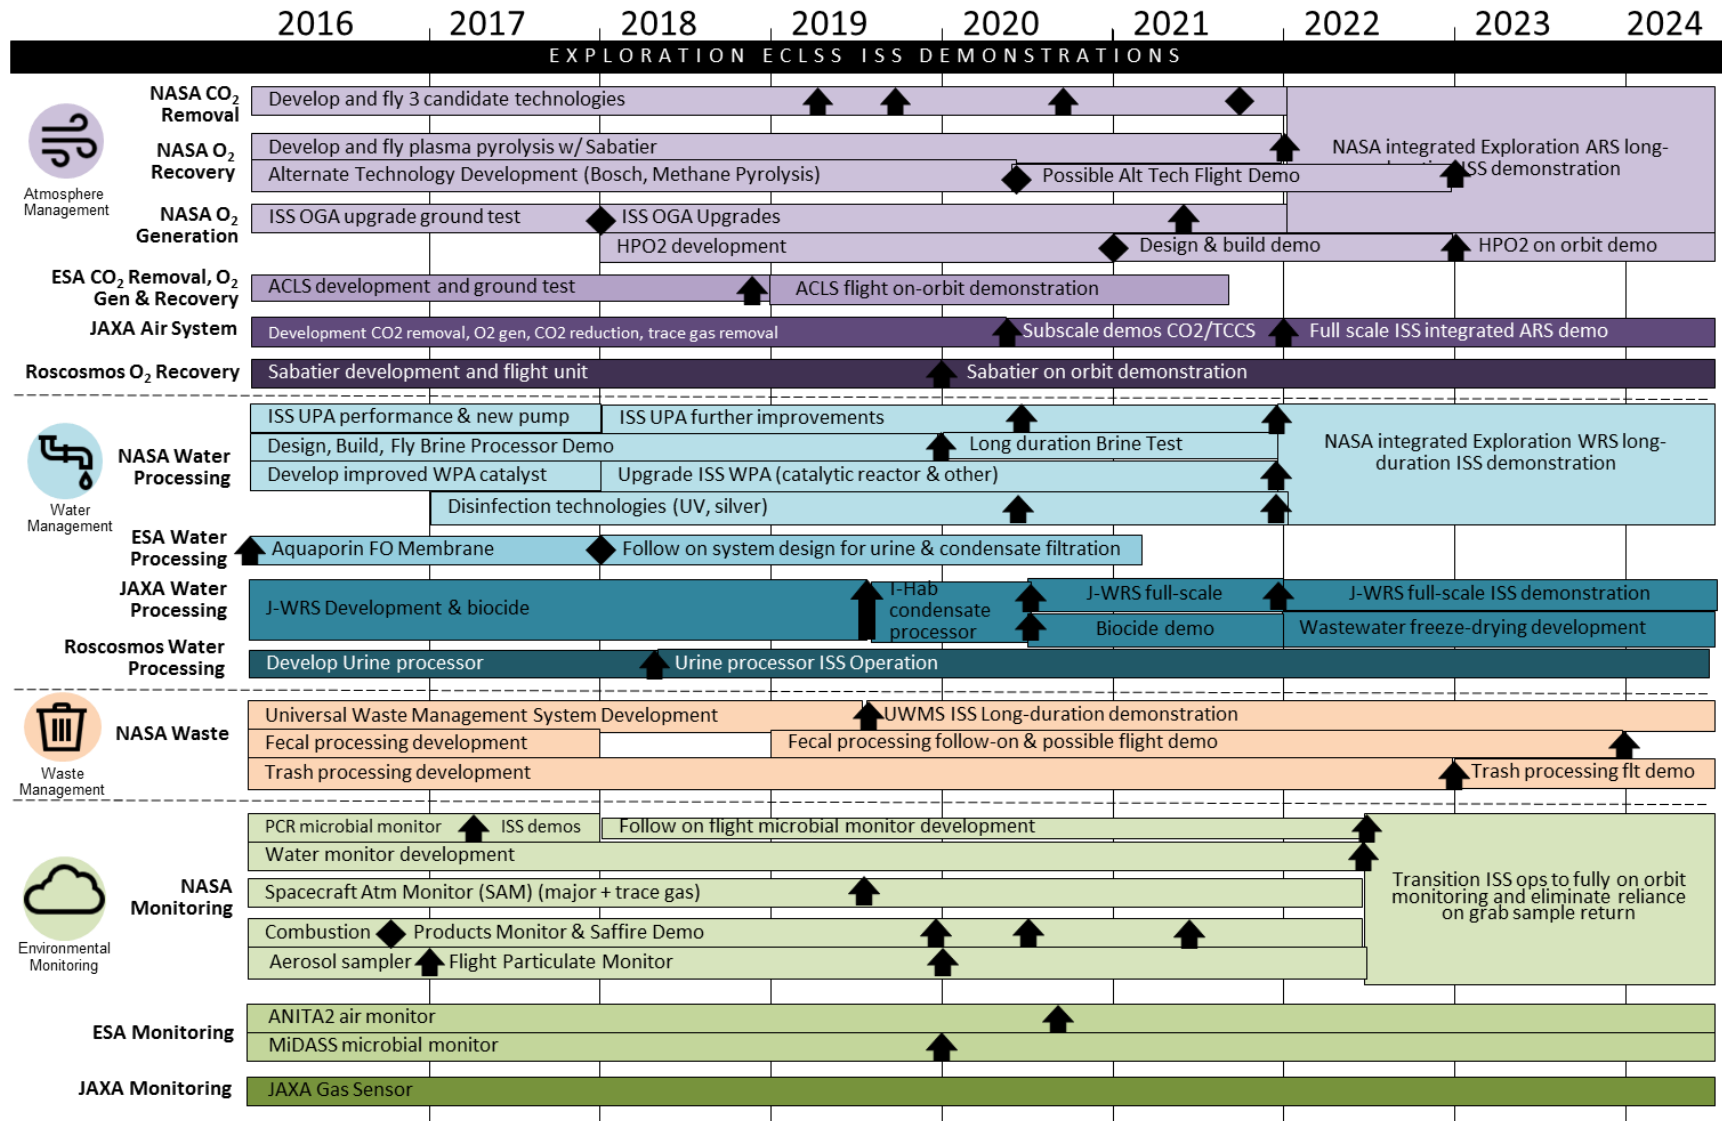 2016 2017 2018 2019 2020 2021 2022 2023 2024
EXPLORATION ECLSS ISS DEMONSTRATIONS
Atmosphere
Management
NASA CO2
Removal
Develop and fly 3 candidate technologies
NASA integrated Exploration ARS long-
ISS demonstration
NASA O2
Recovery
Develop and fly plasma pyrolysis w/ Sabatier
Alternate Technology Development (Bosch, Methane Pyrolysis)
Possible Alt Tech Flight Demo
NASA O2
Generation
ISS OGA upgrade ground test
ISS OGA Upgrades
HPO2 development
Design & build demo
HPO2 on orbit demo
ESA CO2 Removal, O2
Gen & Recovery
ACLS development and ground test
ACLS flight on-orbit demonstration
JAXA Air System
Development CO2 removal, O2 gen, CO2 reduction, trace gas removal
Subscale demos CO2/TCCS
Full scale ISS integrated ARS demo
Roscosmos O2 Recovery
Sabatier development and flight unit
Sabatier on orbit demonstration
Water
Management
NASA Water
Processing
ISS UPA performance & new pump
ISS UPA further improvements
Design, Build, Fly Brine Processor Demo
Long duration Brine Test
Develop improved WPA catalyst
Upgrade ISS WPA (catalytic reactor & other)
Disinfection technologies (UV, silver)
NASA integrated Exploration WRS long-
duration ISS demonstration
ESA Water
Processing
Aquaporin FO Membrane
Follow on system design for urine & condensate filtration
JAXA Water
Processing
J-WRS Development & biocide
I-Hab
condensate
processor
J-WRS full-scale
J-WRS full-scale ISS demonstration
Biocide demo
Wastewater freeze-drying development
Roscosmos Water
Processing
Develop Urine processor
Urine processor ISS Operation
Waste
Management
NASA Waste
Universal Waste Management System Development
UWMS ISS Long-duration demonstration
Fecal processing development
Fecal processing follow-on & possible flight demo
Trash processing development
Trash processing flt demo
Environmental
Monitoring
NASA
Monitoring
PCR microbial monitor
ISS demos
Follow on flight microbial monitor development
Water monitor development
Spacecraft Atm Monitor (SAM) (major + trace gas)
Combustion
Products Monitor & Saffire Demo
Aerosol sampler
Flight Particulate Monitor
Transition ISS ops to fully on orbit
monitoring and eliminate reliance
on grab sample return
ESA Monitoring
ANITA2 air monitor
MiDASS microbial monitor
JAXA Monitoring
JAXA Gas Sensor